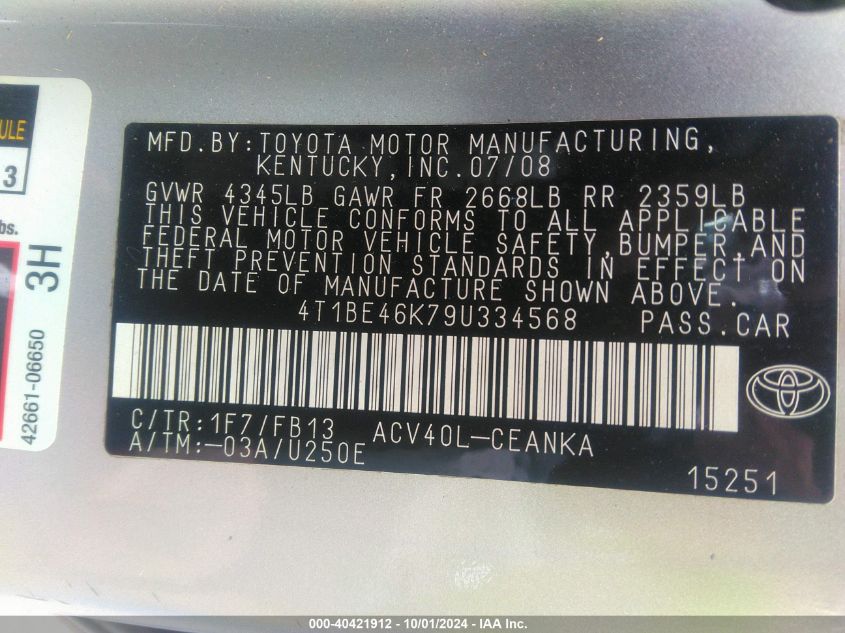 ULE
3
bs.
3H
42661-06650
MFD.BY:TOYOTA MOTOR MANUFACTURING,
KENTUCKY,INC.07/08
GVWR 4345LB GAWR FR 2668LB RR 2359LB
THIS VEHICLE CONFORMS TO ALL APPLICABLE
FEDERAL MOTOR VEHICLE SAFETY,BUMPER,AND
THEFT PREVENTION STANDARDS IN EFFECT ON
THE DATE OF MANUFACTURE SHOWN ABOVE.
4T1BE46K79U334568 PASS.CAR
C/TR:1F7/FB13 ACV40L-CEANKA
A/TM:-03A/U250E
15251
000-40421912 - 10/01/2024 - IAA Inc.